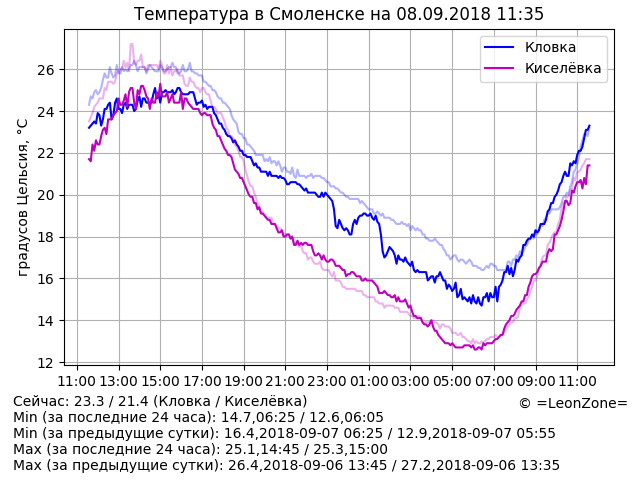 Температура в Смоленске на 08.09.2018 11:35
Кловка
Киселёвка
градусов Цельсия, °C
26
24
22
20
18
16
14
12
11:00 13:00 15:00 17:00 19:00 21:00 23:00 01:00 03:00 05:00 07:00 09:00 11:00
Сейчас: 23.3 / 21.4 (Кловка / Киселёвка)
© =LeonZone=
Min (за последние 24 часа): 14.7,06:25 / 12.6,06:05
Min (за предыдущие сутки): 16.4,2018-09-07 06:25 / 12.9,2018-09-07 05:55
Max (за последние 24 часа): 25.1,14:45 / 25.3,15:00
Max (за предыдущие сутки): 26.4,2018-09-06 13:45 / 27.2,2018-09-06 13:35